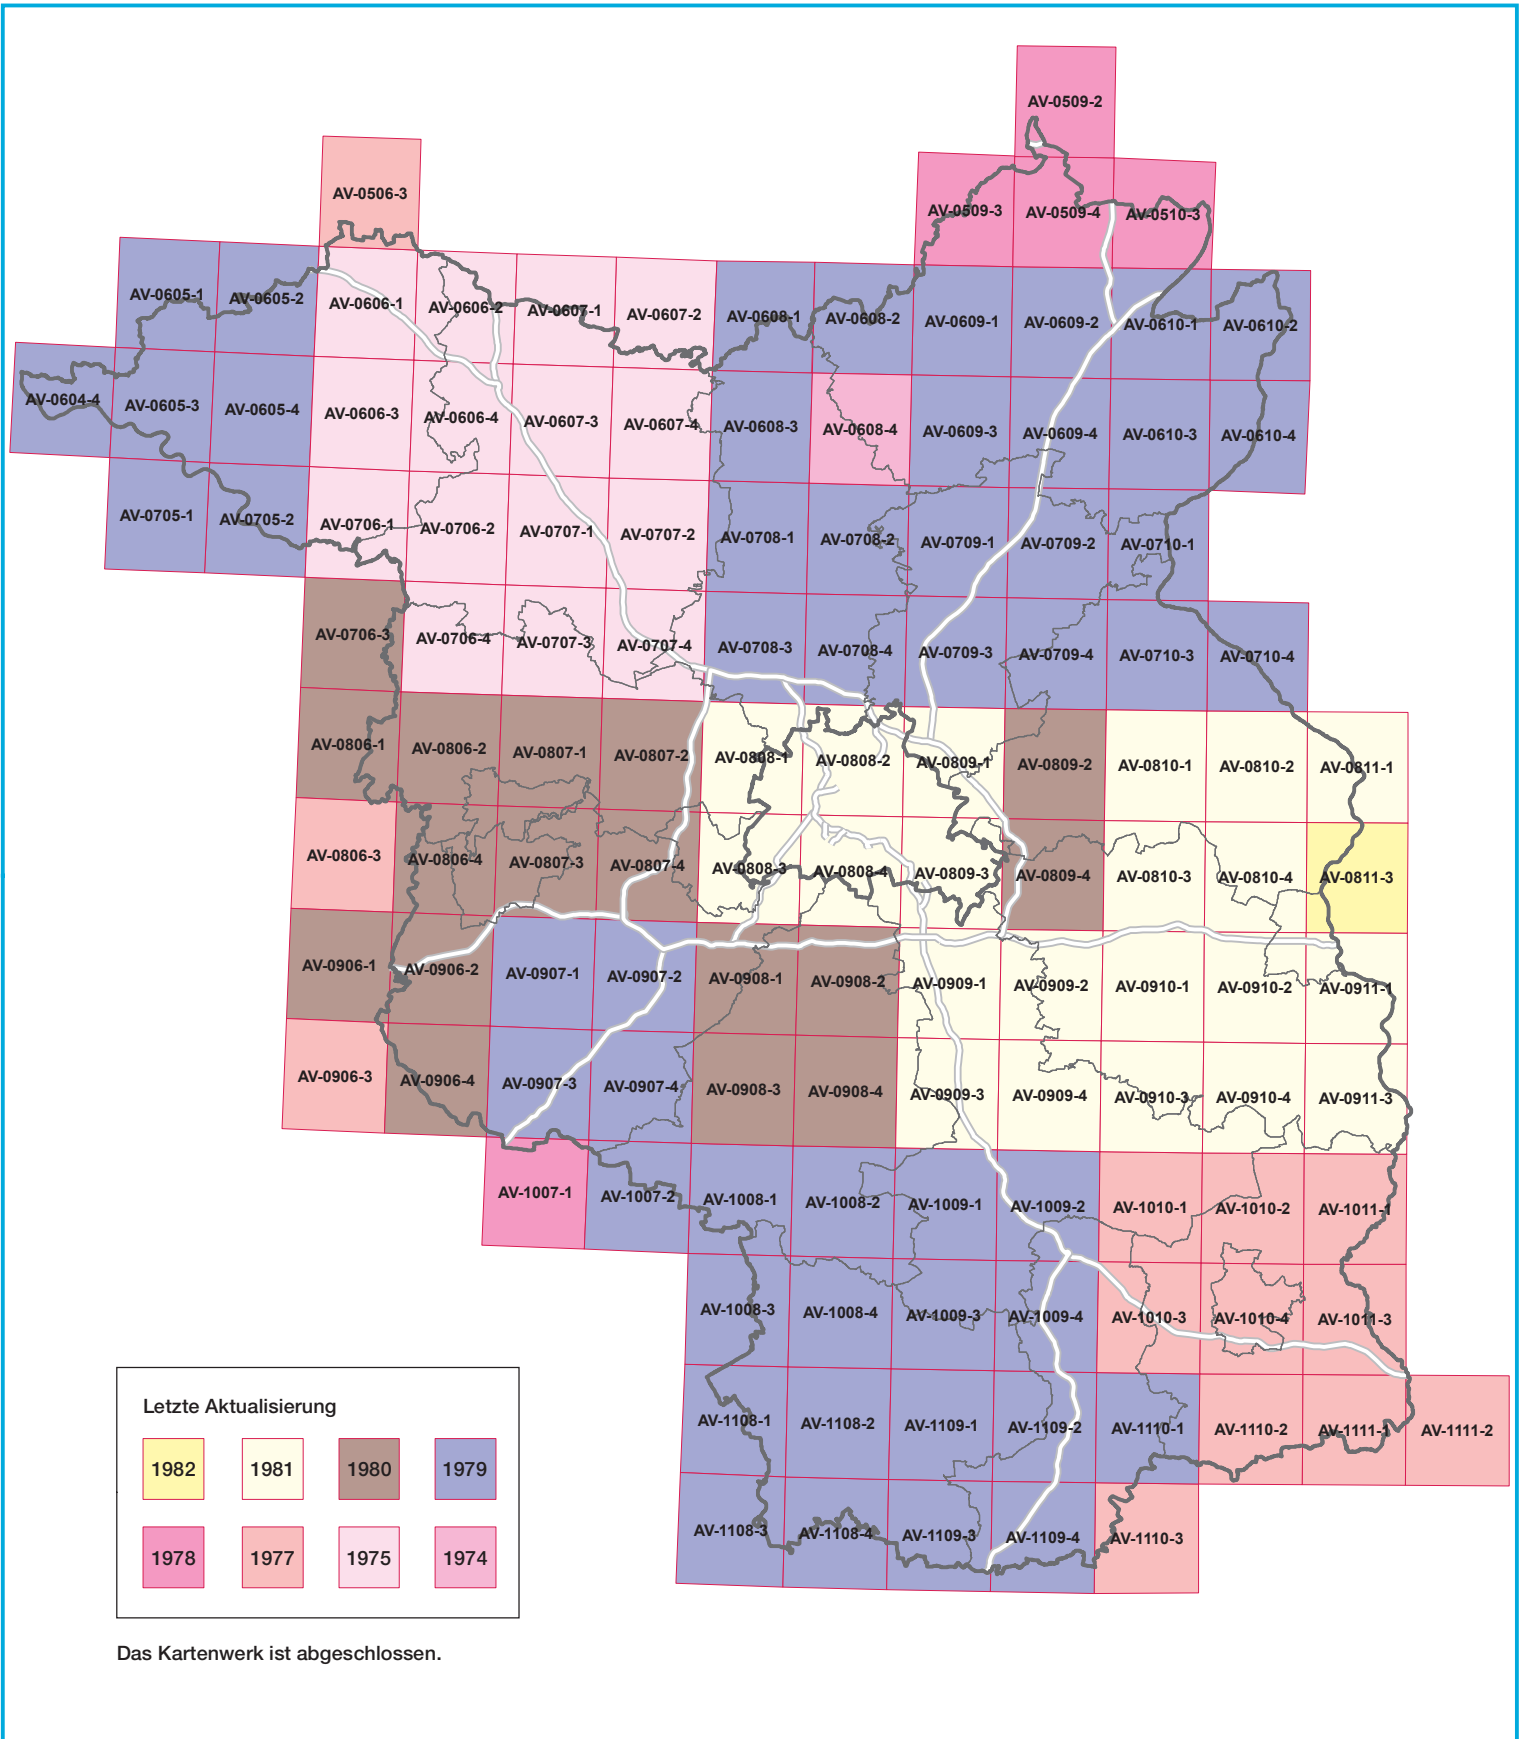 AV-0509-2
AV-0506-3
AV-0509-3 AV-0509-4 AV-0510-3
AV-0605-1 AV-0605-2 AV-0606-1 AV-0606-2 AV-0607-1 AV-0607-2 AV-0608-1 AV-0608-2 AV-0609-1 AV-0609-2 AV-0610-1 AV-0610-2
AV-0604-4 AV-0605-3 AV-0605-4 AV-0606-3 AV-0606-4 AV-0607-3 AV-0607-4 AV-0608-3 AV-0608-4 AV-0609-3 AV-0609-4 AV-0610-3 AV-0610-4
AV-0705-1 AV-0705-2 AV-0706-1 AV-0706-2 AV-0707-1 AV-0707-2 AV-0708-1 AV-0708-2 AV-0709-1 AV-0709-2 AV-0710-1
AV-0706-3 AV-0706-4 AV-0707-3 AV-0707-4 AV-0708-3 AV-0708-4 AV-0709-3 AV-0709-4 AV-0710-3 AV-0710-4
AV-0806-1 AV-0806-2 AV-0807-1 AV-0807-2 AV-0808-1 AV-0808-2 AV-0809-1 AV-0809-2 AV-0810-1 AV-0810-2 AV-0811-1
AV-0806-3 AV-0806-4 AV-0807-3 AV-0807-4 AV-0808-3 AV-0808-4 AV-0809-3 AV-0809-4 AV-0810-3 AV-0810-4 AV-0811-3
AV-0906-1 AV-0906-2 AV-0907-1 AV-0907-2 AV-0908-1 AV-0908-2 AV-0909-1 AV-0909-2 AV-0910-1 AV-0910-2 AV-0911-1
AV-0906-3 AV-0906-4 AV-0907-3 AV-0907-4 AV-0908-3 AV-0908-4 AV-0909-3 AV-0909-4 AV-0910-3 AV-0910-4 AV-0911-3
AV-1007-1 AV-1007-2 AV-1008-1 AV-1008-2 AV-1009-1 AV-1009-2 AV-1010-1 AV-1010-2 AV-1011-1
AV-1008-3 AV-1008-4 AV-1009-3 AV-1009-4 AV-1010-3 AV-1010-4 AV-1011-3
AV-1108-1 AV-1108-2 AV-1109-1 AV-1109-2 AV-1110-1 AV-1110-2 AV-1111-1 AV-1111-2
AV-1108-3 AV-1108-4 AV-1109-3 AV-1109-4 AV-1110-3
Letzte Aktualisierung
1982 1981 1980 1979
1978 1977 1975 1974
Das Kartenwerk ist abgeschlossen.